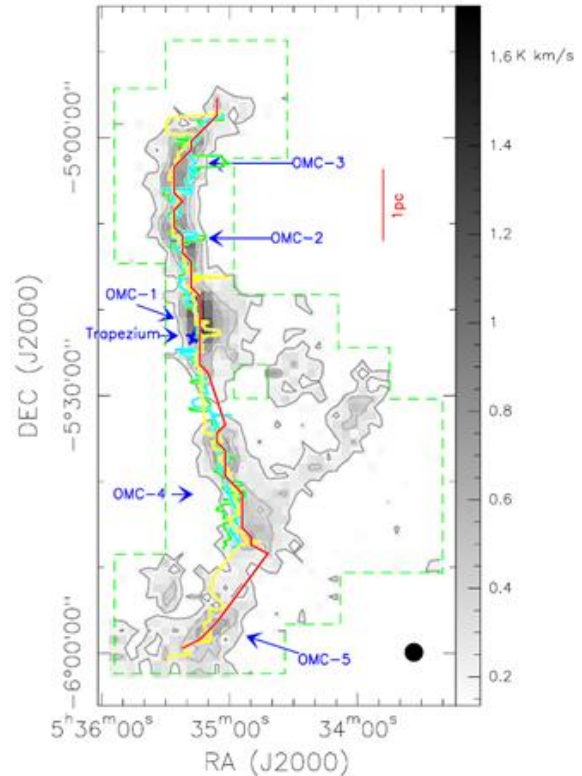 1.6 K km/s
-5°00'00''
OMC-3
1.4
1pc
OMC-2
1.2
OMC-1
Trapezium
1
DEC (J2000)
-5°30'00''
0.8
OMC-4
0.6
0.4
OMC-5
-6°00'00''
0.2
5ʰ36ᵐ00ˢ 35ᵐ00ˢ 34ᵐ00ˢ
RA (J2000)